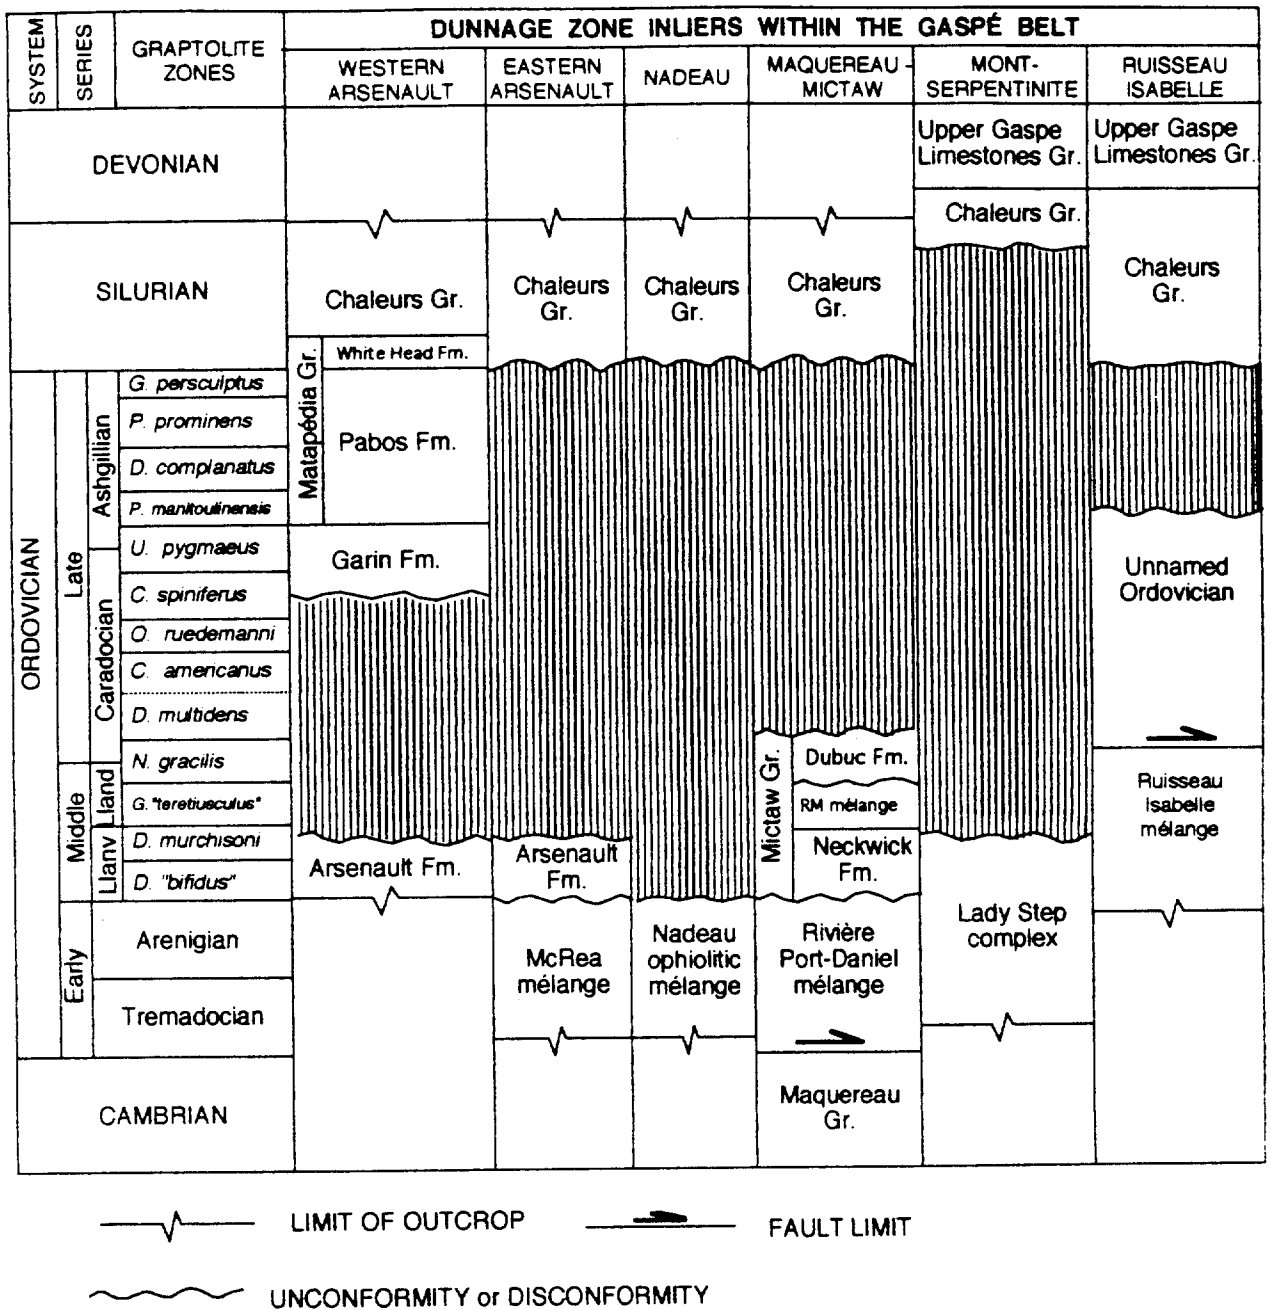 DUNNAGE ZONE INLIERS WITHIN THE GASPÉ BELT
SYSTEM
SERIES
GRAPTOLITE
ZONES
WESTERN
ARSENAULT
EASTERN
ARSENAULT
NADEAU
MAQUEREAU -
MICTAW
MONT-
SERPENTINITE
RUISSEAU
ISABELLE
DEVONIAN
SILURIAN
ORDOVICIAN
CAMBRIAN
Late
Middle
Early
Ashgillian
Caradocian
Lland
Llanv
G. persculptus
P. prominens
D. complanatus
P. manitoulinensis
U. pygmaeus
C. spiniferus
O. ruedemanni
C. americanus
D. multidens
N. gracilis
G. "teretiusculus"
D. murchisoni
D. "bifidus"
Arenigian
Tremadocian
Chaleurs Gr.
Matapédia Gr.
White Head Fm.
Pabos Fm.
Garin Fm.
Arsenault Fm.
Chaleurs
Gr.
Arsenault
Fm.
McRea
mélange
Chaleurs
Gr.
Nadeau
ophiolitic
mélange
Chaleurs
Gr.
Mictaw Gr.
Dubuc Fm.
RM mélange
Neckwick
Fm.
Rivière
Port-Daniel
mélange
Maquereau
Gr.
Upper Gaspe
Limestones Gr.
Chaleurs Gr.
Lady Step
complex
Upper Gaspe
Limestones Gr.
Chaleurs
Gr.
Unnamed
Ordovician
Ruisseau
Isabelle
mélange
LIMIT OF OUTCROP
FAULT LIMIT
UNCONFORMITY or DISCONFORMITY